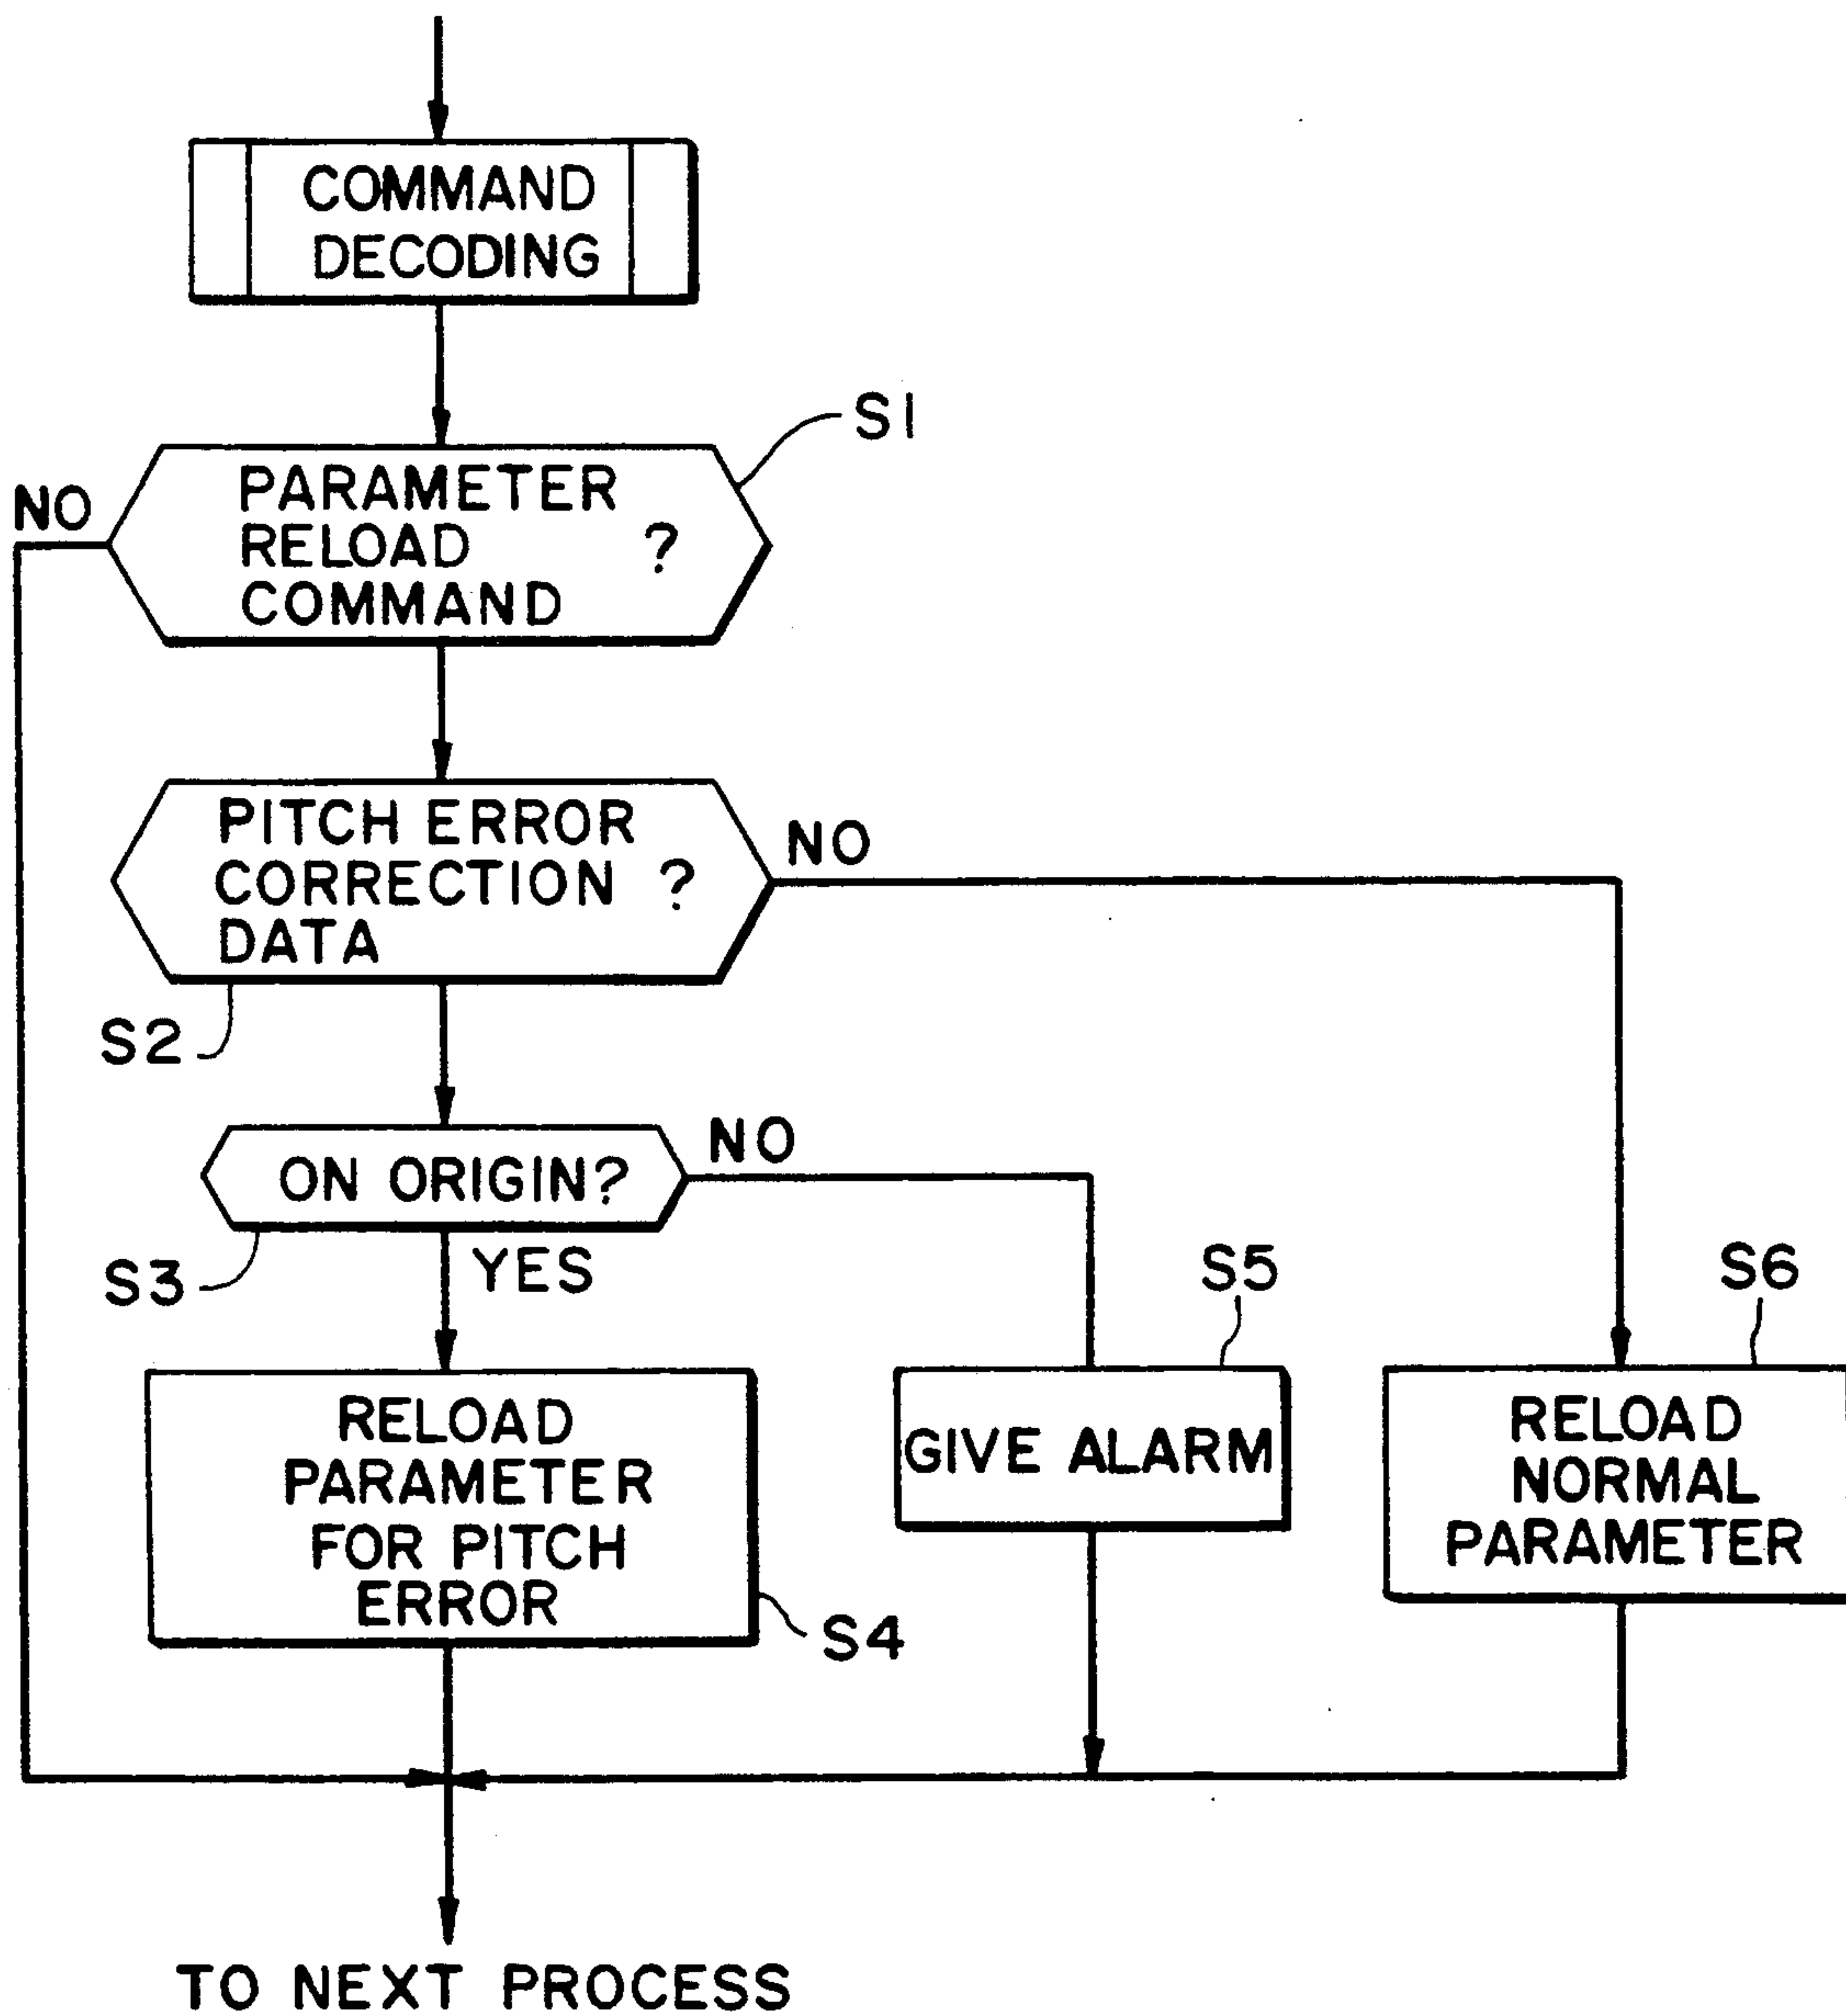 COMMAND
DECODING
S1
NO
PARAMETER
RELOAD ?
COMMAND
PITCH ERROR
CORRECTION ?
DATA
NO
S2
ON ORIGIN?
NO
S3
YES
S5
S6
RELOAD
PARAMETER
FOR PITCH
ERROR
S4
GIVE ALARM
RELOAD
NORMAL
PARAMETER
TO NEXT PROCESS